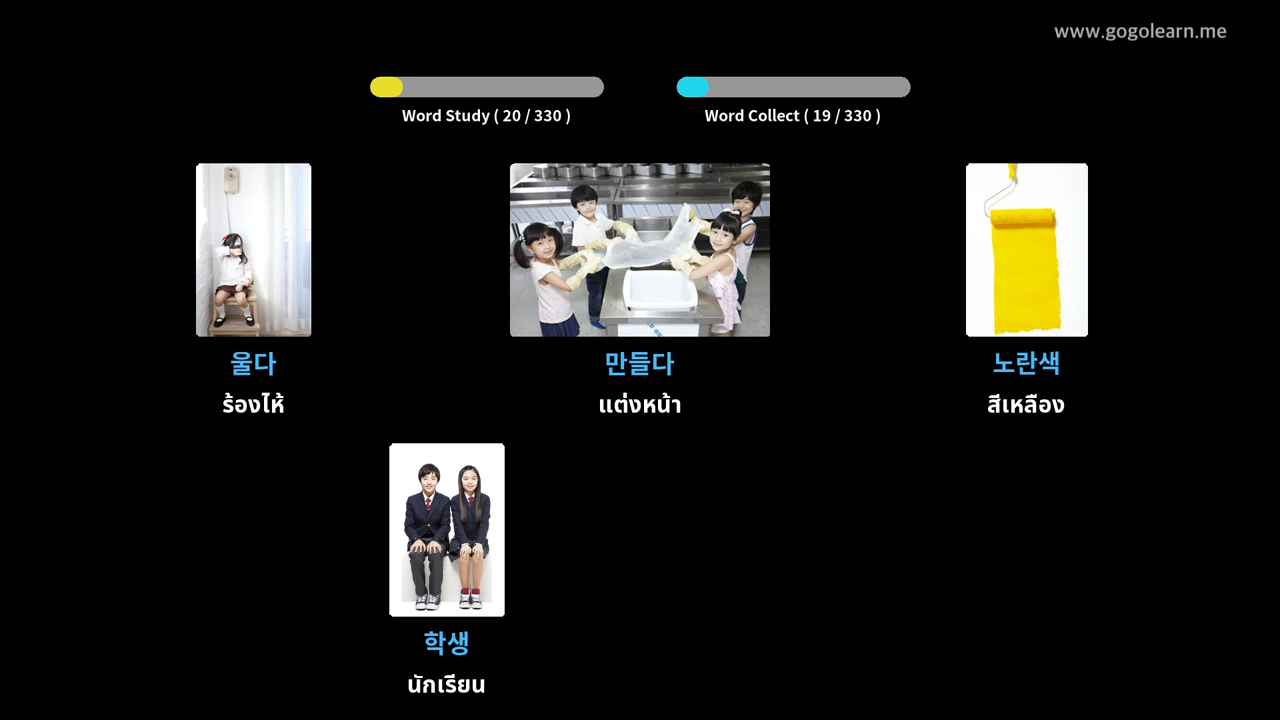 www.gogolearn.me
Word Study ( 20 / 330 )
Word Collect ( 19 / 330 )
울다
만들다
노란색
ร้องไห้
แต่งหน้า
สีเหลือง
학생
นักเรียน